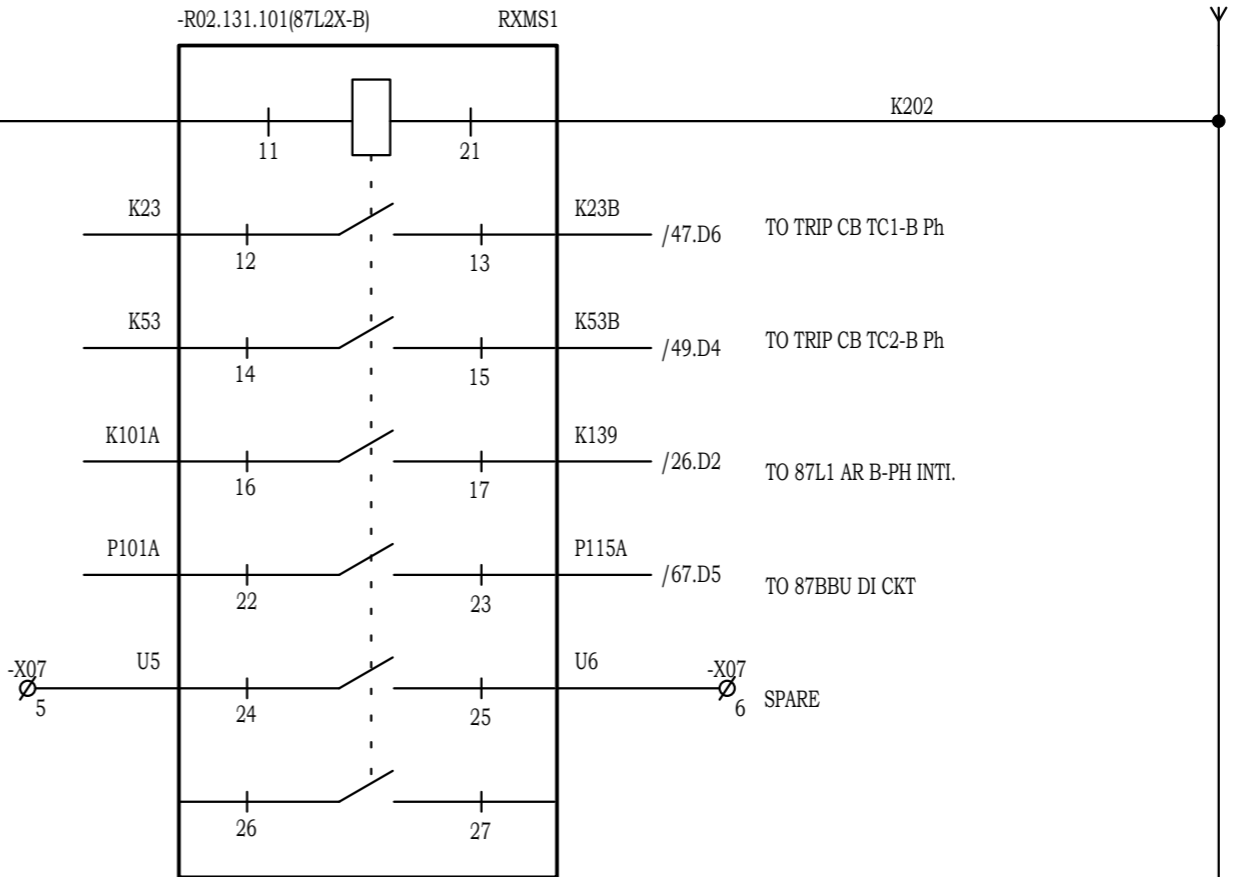 -R02.131.101(87L2X-B) RXMS1
K202
11 21
K23 K23B /47.D6 TO TRIP CB TC1-B Ph
12 13
K53 K53B /49.D4 TO TRIP CB TC2-B Ph
14 15
K101A K139 /26.D2 TO 87L1 AR B-PH INTI.
16 17
P101A P115A /67.D5 TO 87BBU DI CKT
22 23
-X07 U5 U6 -X07
5 24 25 6 SPARE
26 27